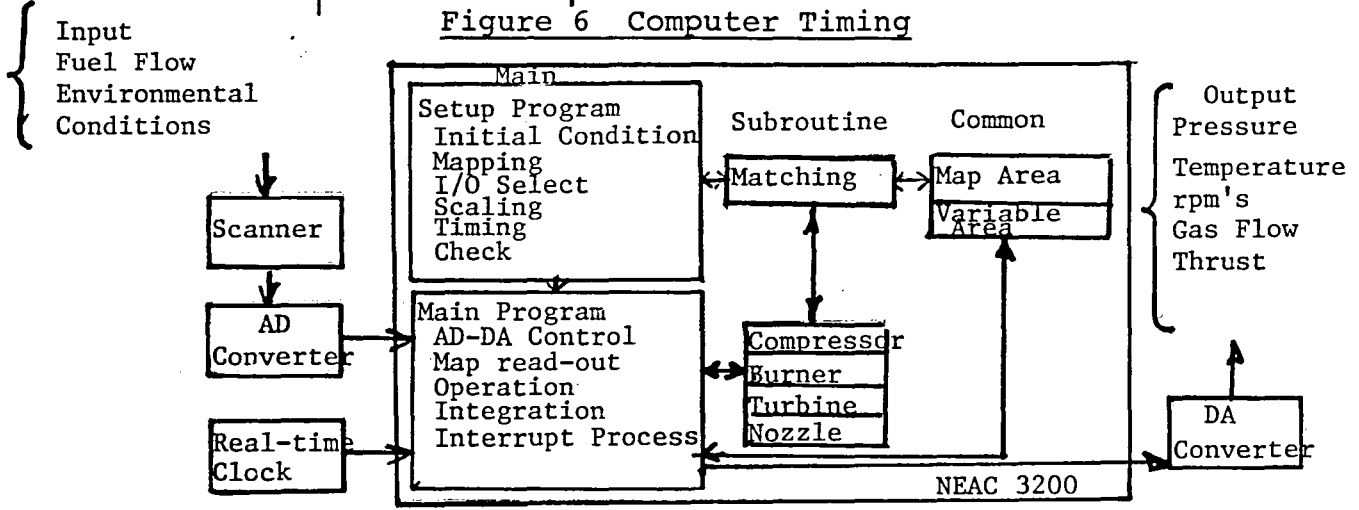 Figure 6 Computer Timing
Input
Fuel Flow
Environmental
Conditions
Scanner
AD
Converter
Real-time
Clock
Main
Setup Program
Initial Condition
Mapping
I/O Select
Scaling
Timing
Check
Main Program
AD-DA Control
Map read-out
Operation
Integration
Interrupt Process
Subroutine
Matching
Compressor
Burner
Turbine
Nozzle
Common
Map Area
Variable
Area
NEAC 3200
Output
Pressure
Temperature
rpm's
Gas Flow
Thrust
DA
Converter